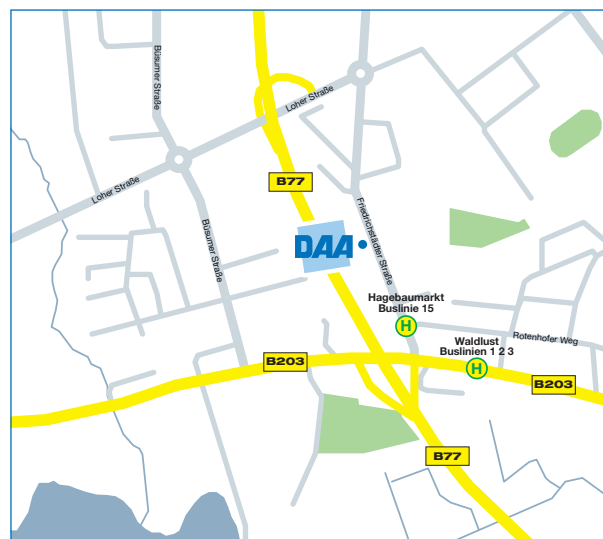 Büsumer Straße
Loher Straße
B77
Loher Straße
Büsumer Straße
Friedrichstädter Straße
DAA
Hagebaumarkt
Buslinie 15
H
Rotenhofer Weg
Waldlust
Buslinien 1 2 3
H
B203
B203
B77